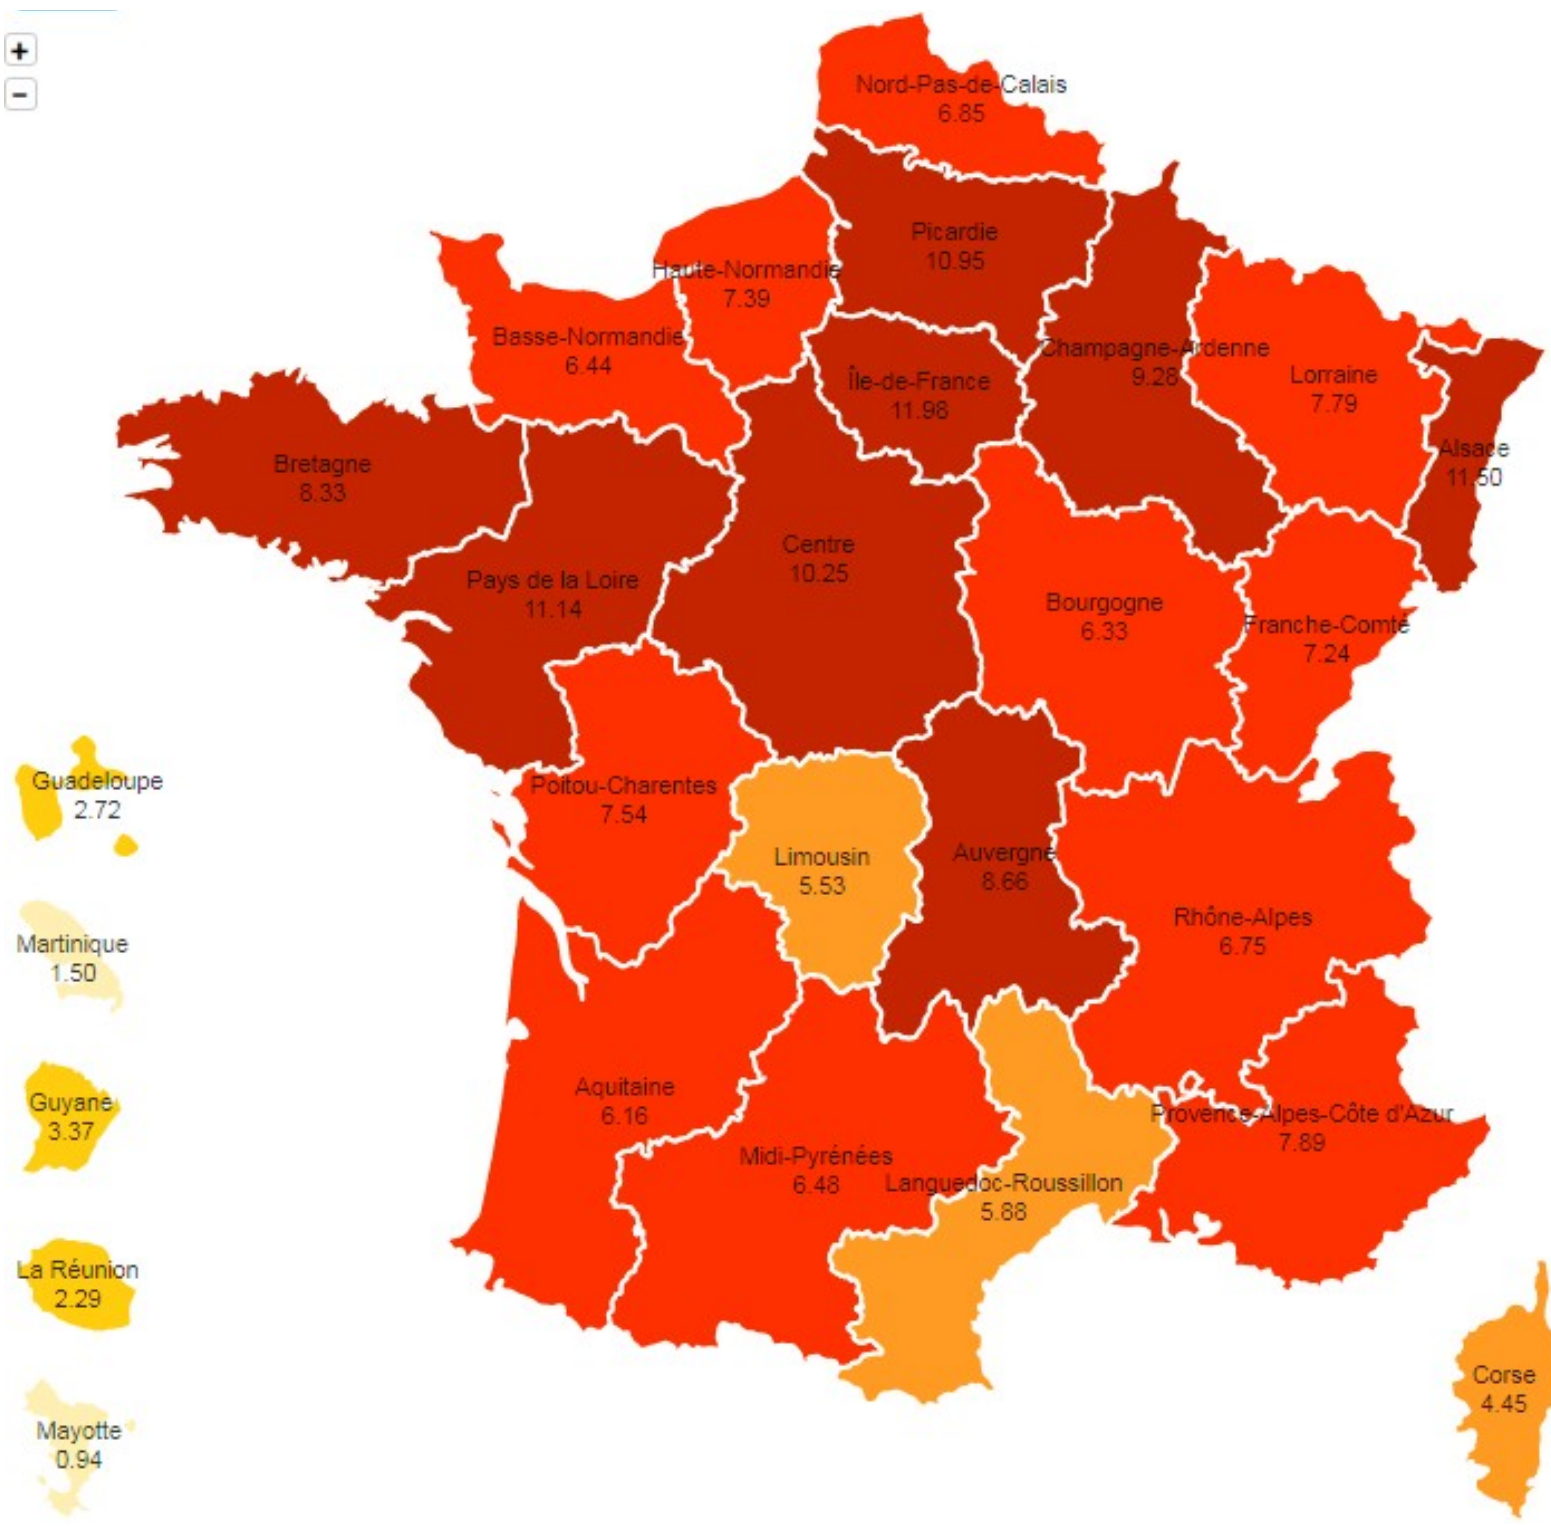 +
−
Nord-Pas-de-Calais
6.85
Picardie
10.95
Haute-Normandie
7.39
Basse-Normandie
6.44
Champagne-Ardenne
9.28
Île-de-France
11.98
Lorraine
7.79
Alsace
11.50
Bretagne
8.33
Centre
10.25
Pays de la Loire
11.14
Bourgogne
6.33
Franche-Comté
7.24
Guadeloupe
2.72
Poitou-Charentes
7.54
Limousin
5.53
Auvergne
8.66
Rhône-Alpes
6.75
Martinique
1.50
Aquitaine
6.16
Guyane
3.37
Provence-Alpes-Côte d'Azur
7.89
Midi-Pyrénées
6.48
Languedoc-Roussillon
5.88
La Réunion
2.29
Corse
4.45
Mayotte
0.94